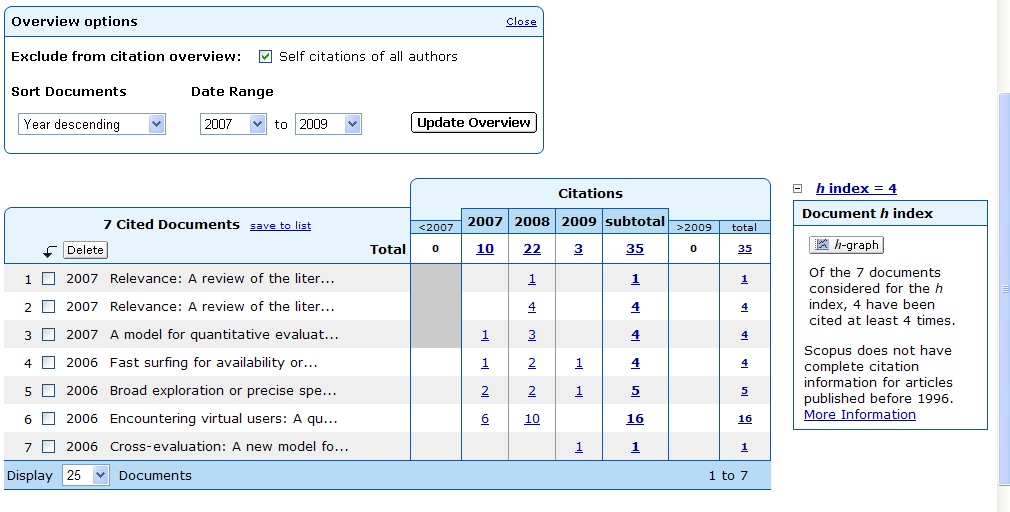 Overview options Close
Exclude from citation overview: Self citations of all authors
Sort Documents Date Range
Year descending 2007 to 2009 Update Overview
Citations
7 Cited Documents save to list <2007 2007 2008 2009 subtotal >2009 total
Delete Total 0 10 22 3 35 0 35
1 2007 Relevance: A review of the liter... 1 1 1
2 2007 Relevance: A review of the liter... 4 4 4
3 2007 A model for quantitative evaluat... 1 3 4 4
4 2006 Fast surfing for availability or... 1 2 1 4 4
5 2006 Broad exploration or precise spe... 2 2 1 5 5
6 2006 Encountering virtual users: A qu... 6 10 16 16
7 2006 Cross-evaluation: A new model fo... 1 1 1
Display 25 Documents 1 to 7
h index = 4
Document h index
h-graph
Of the 7 documents
considered for the h
index, 4 have been
cited at least 4 times.
Scopus does not have
complete citation
information for articles
published before 1996.
More Information